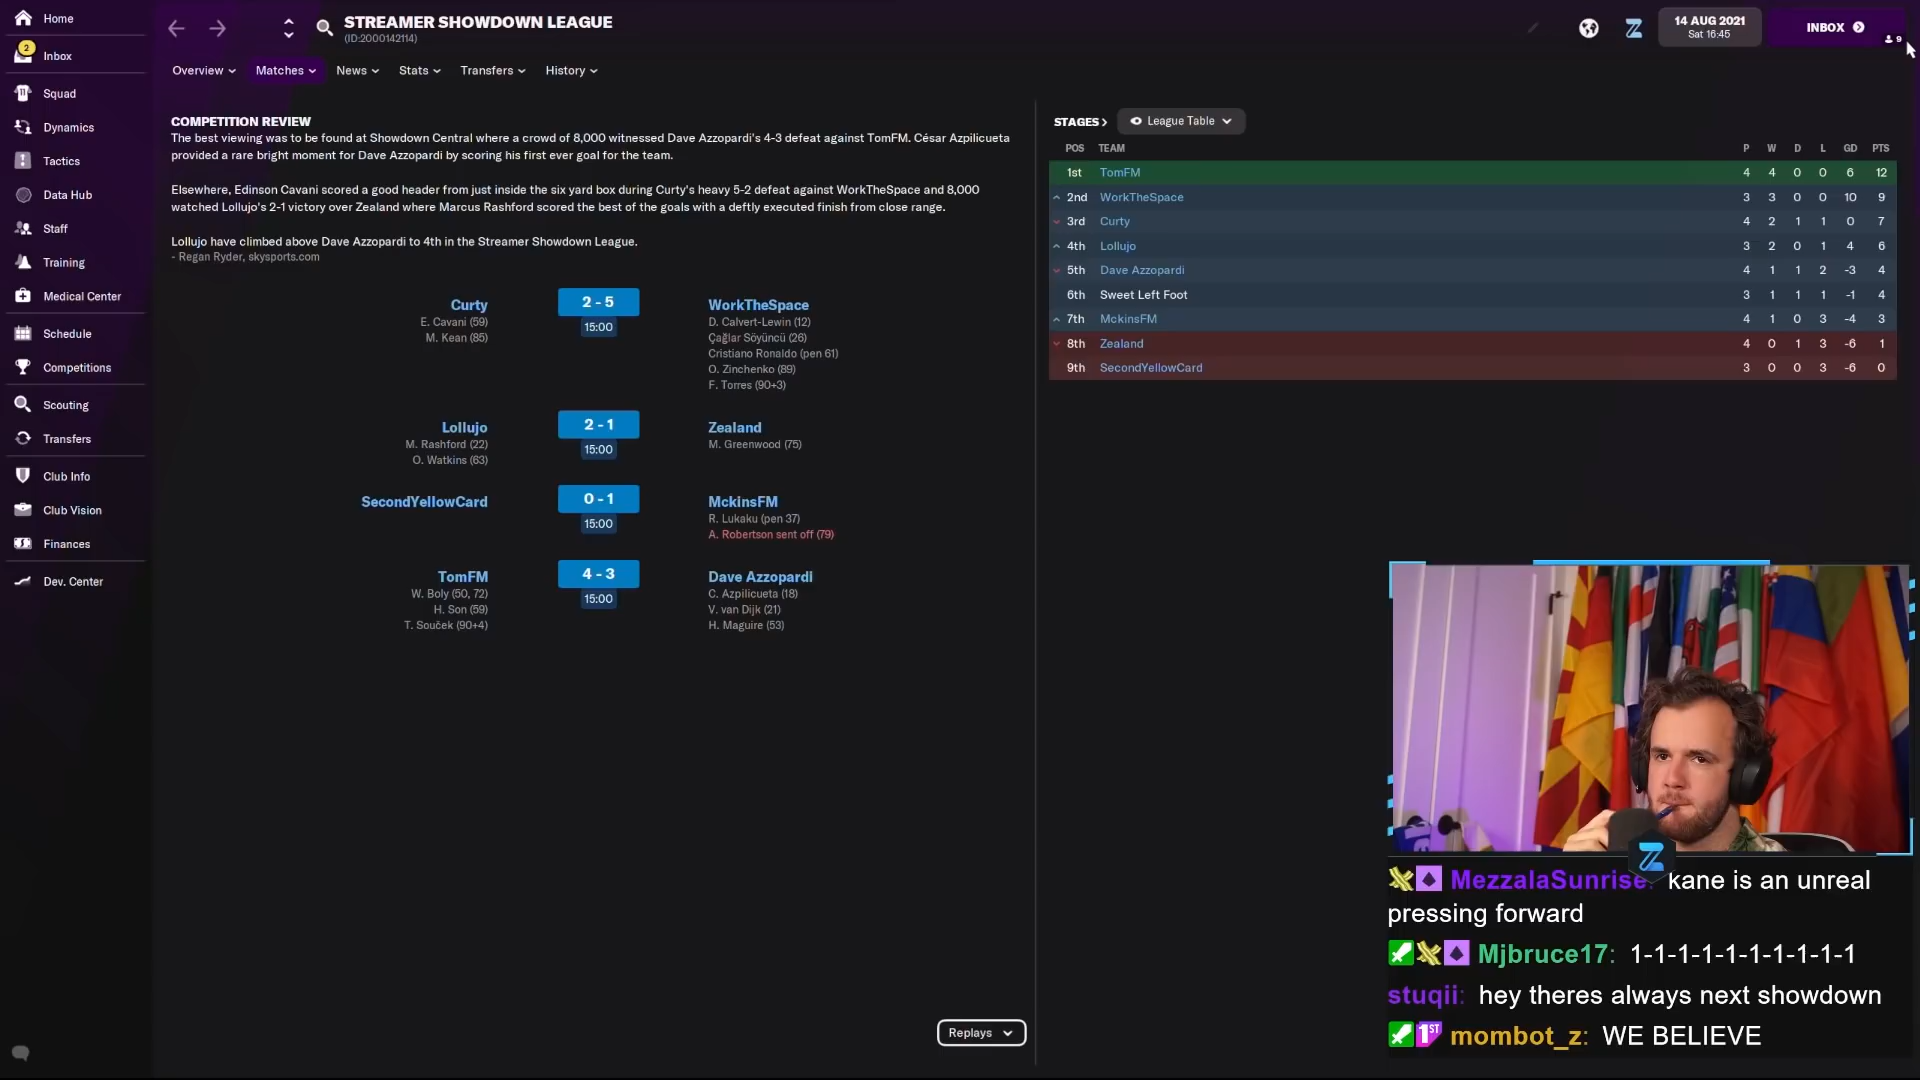 Home
Inbox
2
Squad
Dynamics
Tactics
Data Hub
Staff
Training
Medical Center
Schedule
Competitions
Scouting
Transfers
Club Info
Club Vision
Finances
Dev. Center
STREAMER SHOWDOWN LEAGUE
(ID:2000142114)
14 AUG 2021
Sat 16:45
INBOX
9
Overview
Matches
News
Stats
Transfers
History
COMPETITION REVIEW
The best viewing was to be found at Showdown Central where a crowd of 8,000 witnessed Dave Azzopardi's 4-3 defeat against TomFM. César Azpilicueta
provided a rare bright moment for Dave Azzopardi by scoring his first ever goal for the team.
Elsewhere, Edinson Cavani scored a good header from just inside the six yard box during Curty's heavy 5-2 defeat against WorkTheSpace and 8,000
watched Lollujo's 2-1 victory over Zealand where Marcus Rashford scored the best of the goals with a deftly executed finish from close range.
Lollujo have climbed above Dave Azzopardi to 4th in the Streamer Showdown League.
- Regan Ryder, skysports.com
Curty 2 - 5 WorkTheSpace
E. Cavani (59) 15:00 D. Calvert-Lewin (12)
M. Kean (85) Çağlar Söyüncü (26)
Cristiano Ronaldo (pen 61)
O. Zinchenko (89)
F. Torres (90+3)
Lollujo 2 - 1 Zealand
M. Rashford (22) 15:00 M. Greenwood (75)
O. Watkins (63)
SecondYellowCard 0 - 1 MckinsFM
15:00 R. Lukaku (pen 37)
A. Robertson sent off (79)
TomFM 4 - 3 Dave Azzopardi
W. Boly (50, 72) 15:00 C. Azpilicueta (18)
H. Son (59) V. van Dijk (21)
T. Souček (90+4) H. Maguire (53)
Replays
STAGES League Table
POS TEAM P W D L GD PTS
1st TomFM 4 4 0 0 6 12
2nd WorkTheSpace 3 3 0 0 10 9
3rd Curty 4 2 1 1 0 7
4th Lollujo 3 2 0 1 4 6
5th Dave Azzopardi 4 1 1 2 -3 4
6th Sweet Left Foot 3 1 1 1 -1 4
7th MckinsFM 4 1 0 3 -4 3
8th Zealand 4 0 1 3 -6 1
9th SecondYellowCard 3 0 0 3 -6 0
MezzalaSunrise: kane is an unreal
pressing forward
Mjbruce17: 1-1-1-1-1-1-1-1-1-1
stuqii: hey theres always next showdown
1ST mombot_z: WE BELIEVE